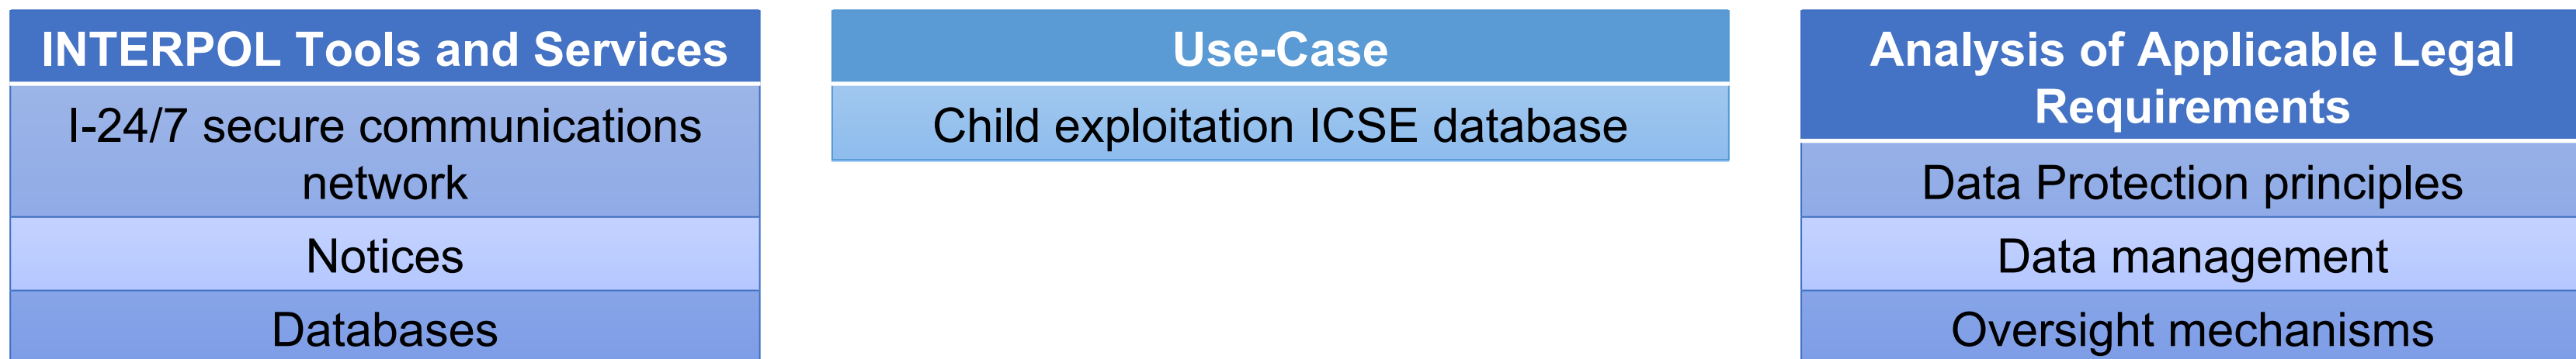 INTERPOL Tools and Services
I-24/7 secure communications
network
Notices
Databases
Use-Case
Child exploitation ICSE database
Analysis of Applicable Legal
Requirements
Data Protection principles
Data management
Oversight mechanisms